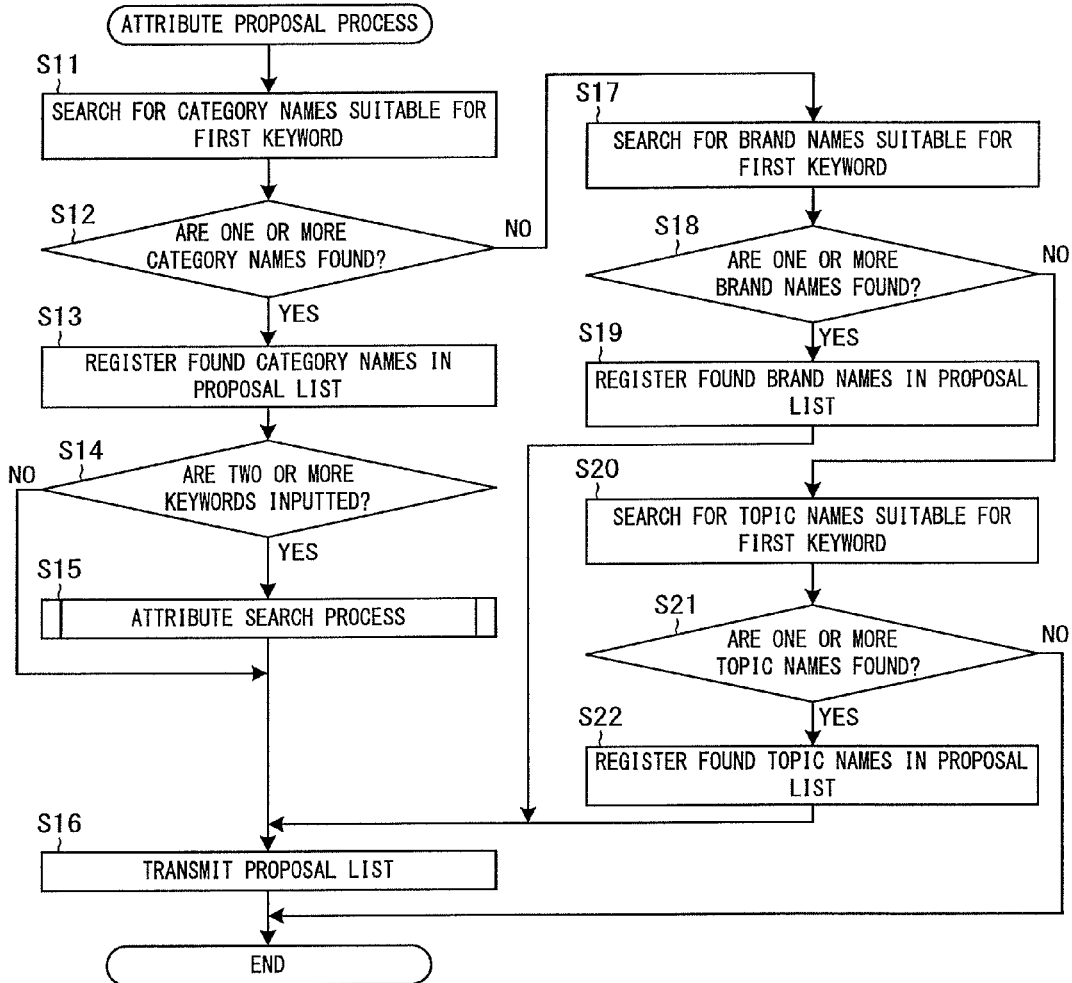 ATTRIBUTE PROPOSAL PROCESS
S11
SEARCH FOR CATEGORY NAMES SUITABLE FOR
FIRST KEYWORD
S12
ARE ONE OR MORE
CATEGORY NAMES FOUND?
NO
YES
S13
REGISTER FOUND CATEGORY NAMES IN
PROPOSAL LIST
S14
NO
ARE TWO OR MORE
KEYWORDS INPUTTED?
YES
S15
ATTRIBUTE SEARCH PROCESS
S16
TRANSMIT PROPOSAL LIST
END
S17
SEARCH FOR BRAND NAMES SUITABLE FOR
FIRST KEYWORD
S18
ARE ONE OR MORE
BRAND NAMES FOUND?
NO
YES
S19
REGISTER FOUND BRAND NAMES IN PROPOSAL
LIST
S20
SEARCH FOR TOPIC NAMES SUITABLE FOR
FIRST KEYWORD
S21
ARE ONE OR MORE
TOPIC NAMES FOUND?
NO
YES
S22
REGISTER FOUND TOPIC NAMES IN PROPOSAL
LIST